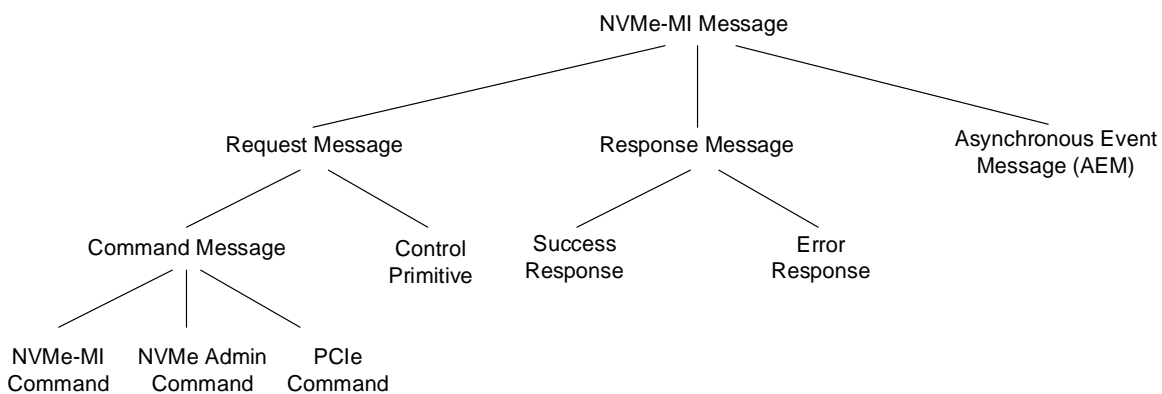 NVMe-MI Message
Request Message
Response Message
Asynchronous Event
Message (AEM)
Command Message
Control
Primitive
Success
Response
Error
Response
NVMe-MI
Command
NVMe Admin
Command
PCIe
Command